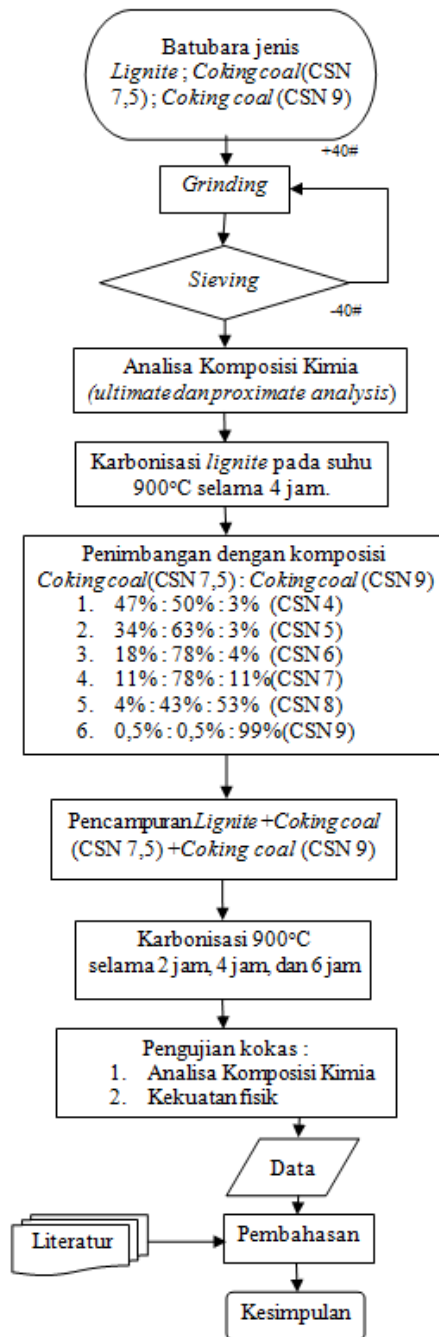 Batubara jenis
Lignite ; Coking coal(CSN
7,5) ; Coking coal (CSN 9)
+40#
Grinding
Sieving
-40#
Analisa Komposisi Kimia
(ultimate dan proximate analysis)
Karbonisasi lignite pada suhu
900°C selama 4 jam.
Penimbangan dengan komposisi
Coking coal(CSN 7,5) : Coking coal (CSN 9)
1. 47% : 50% : 3% (CSN 4)
2. 34% : 63% : 3% (CSN 5)
3. 18% : 78% : 4% (CSN 6)
4. 11% : 78% : 11%(CSN 7)
5. 4% : 43% : 53% (CSN 8)
6. 0,5% : 0,5% : 99%(CSN 9)
Pencampuran Lignite + Coking coal
(CSN 7,5) + Coking coal (CSN 9)
Karbonisasi 900°C
selama 2 jam, 4 jam, dan 6 jam
Pengujian kokas :
1. Analisa Komposisi Kimia
2. Kekuatan fisik
Data
Literatur
Pembahasan
Kesimpulan